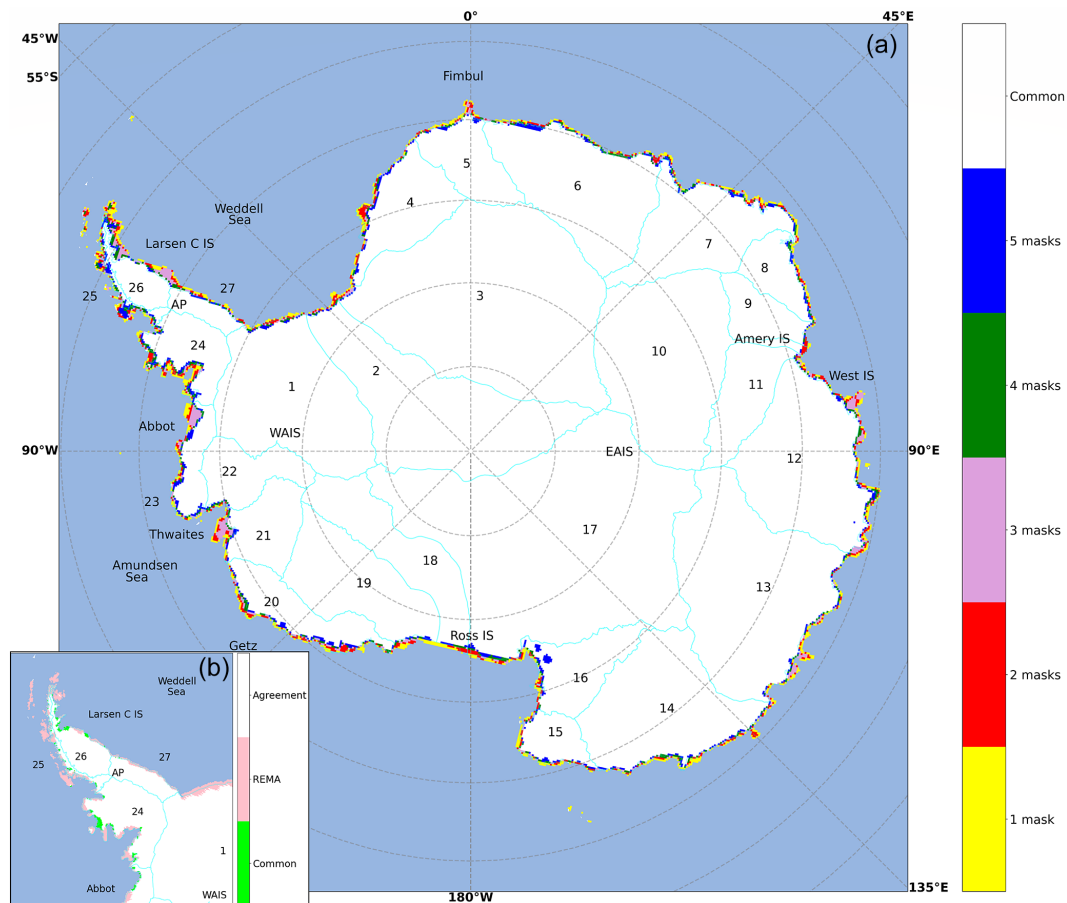 0°
45°E
45°W
(a)
55°S
Fimbul
Common
5
6
4
5 masks
Weddell
Sea
Larsen C IS
7
8
26
27
25
AP
3
9
4 masks
Amery IS
24
10
West IS
2
11
1
Abbot
WAIS
90°W
EAIS
90°E
12
22
23
3 masks
Thwaites
21
17
Amundsen
Sea
18
19
13
20
Ross IS
Getz
2 masks
16
14
15
1 mask
135°E
180°W
(b)
Weddell
Sea
Agreement
Larsen C IS
26
27
25
AP
REMA
24
1
Common
Abbot
WAIS